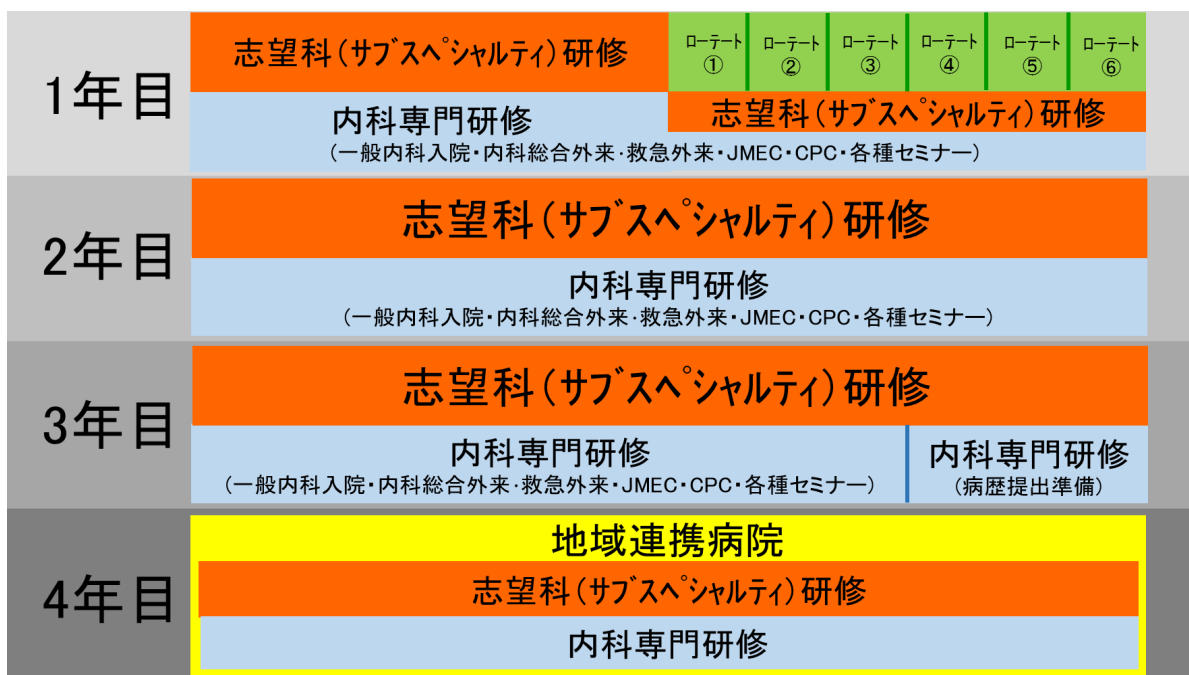 1年目
志望科(サブスペシャルティ)研修
ローテート
①
ローテート
②
ローテート
③
ローテート
④
ローテート
⑤
ローテート
⑥
志望科(サブスペシャルティ)研修
内科専門研修
(一般内科入院・内科総合外来・救急外来・JMEC・CPC・各種セミナー)
2年目
志望科(サブスペシャルティ)研修
内科専門研修
(一般内科入院・内科総合外来・救急外来・JMEC・CPC・各種セミナー)
3年目
志望科(サブスペシャルティ)研修
内科専門研修
(一般内科入院・内科総合外来・救急外来・JMEC・CPC・各種セミナー)
内科専門研修
(病歴提出準備)
4年目
地域連携病院
志望科(サブスペシャルティ)研修
内科専門研修